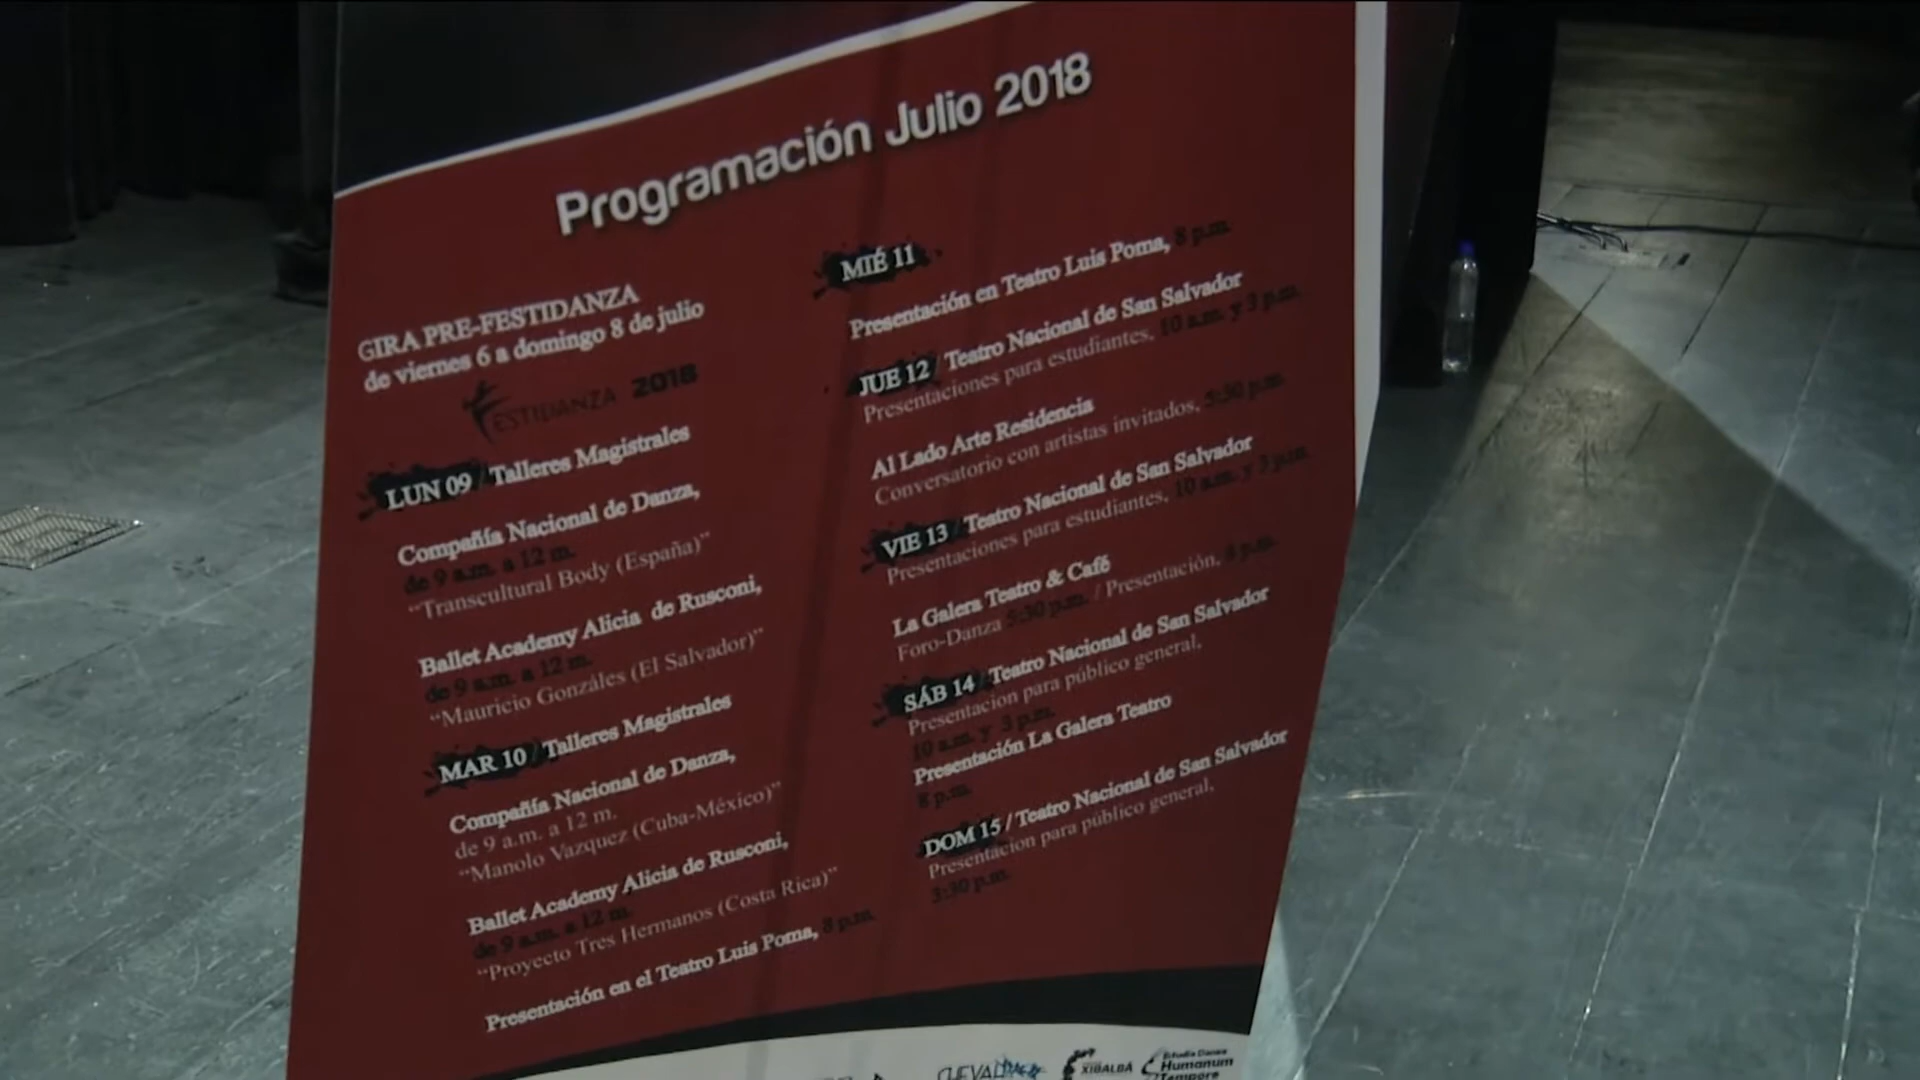 Programación Julio 2018
GIRA PRE-FESTIDANZA
de viernes 6 a domingo 8 de julio
FESTIDANZA 2018
LUN 09 / Talleres Magistrales
Compañía Nacional de Danza,
de 9 a.m. a 12 m.
“Transcultural Body (España)”
Ballet Academy Alicia de Rusconi,
de 9 a.m. a 12 m.
“Mauricio Gonzáles (El Salvador)”
MAR 10 / Talleres Magistrales
Compañía Nacional de Danza,
de 9 a.m. a 12 m.
“Manolo Vazquez (Cuba-México)”
Ballet Academy Alicia de Rusconi,
de 9 a.m. a 12 m.
“Proyecto Tres Hermanos (Costa Rica)”
Presentación en el Teatro Luis Poma, 8 p.m.
MIÉ 11
Presentación en Teatro Luis Poma, 8 p.m.
JUE 12 / Teatro Nacional de San Salvador
Presentaciones para estudiantes, 10 a.m. y 3 p.m.
Al Lado Arte Residencia
Conversatorio con artistas invitados, 5:30 p.m.
VIE 13 / Teatro Nacional de San Salvador
Presentaciones para estudiantes, 10 a.m. y 3 p.m.
La Galera Teatro & Café
Foro-Danza 5:30 p.m. / Presentación, 8 p.m.
SÁB 14 / Teatro Nacional de San Salvador
Presentacion para público general,
10 a.m. y 3 p.m.
Presentación La Galera Teatro
8 p.m.
DOM 15 / Teatro Nacional de San Salvador
Presentacion para público general,
3:30 p.m.
XIBALBÁ
Estudio Danza
Humanum
Tempore